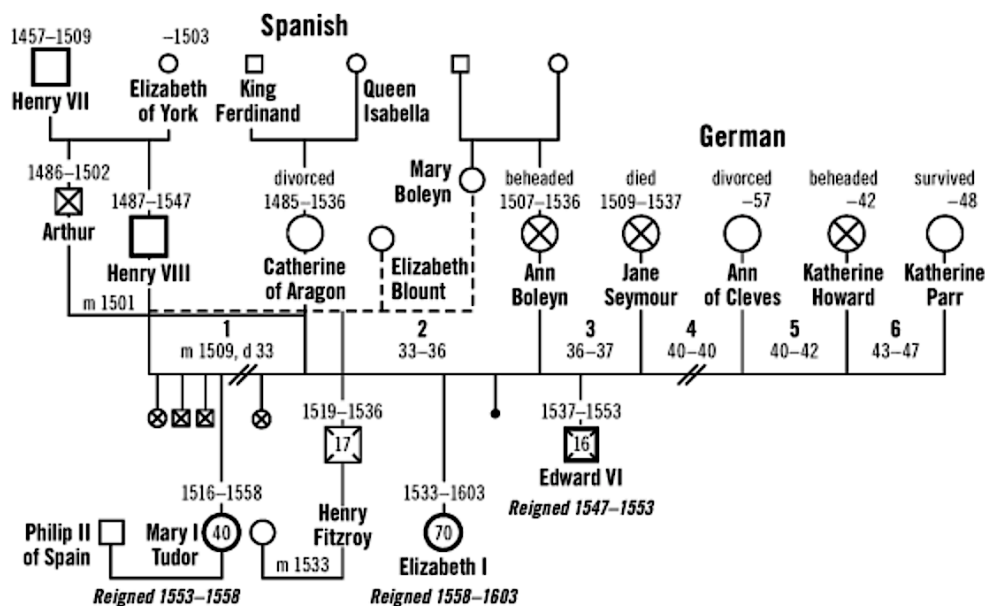 Spanish
1457–1509
–1503
Henry VII
Elizabeth
of York
King
Ferdinand
Queen
Isabella
German
1486–1502
Arthur
1487–1547
Henry VIII
divorced
1485–1536
Catherine
of Aragon
Elizabeth
Blount
Mary
Boleyn
beheaded
1507–1536
Ann
Boleyn
died
1509–1537
Jane
Seymour
divorced
–57
Ann
of Cleves
beheaded
–42
Katherine
Howard
survived
–48
Katherine
Parr
m 1501
1
m 1509, d 33
2
33–36
3
36–37
4
40–40
5
40–42
6
43–47
1516–1558
40
Mary I
Tudor
Philip II
of Spain
Reigned 1553–1558
1519–1536
17
Henry
Fitzroy
m 1533
1533–1603
70
Elizabeth I
Reigned 1558–1603
1537–1553
16
Edward VI
Reigned 1547–1553